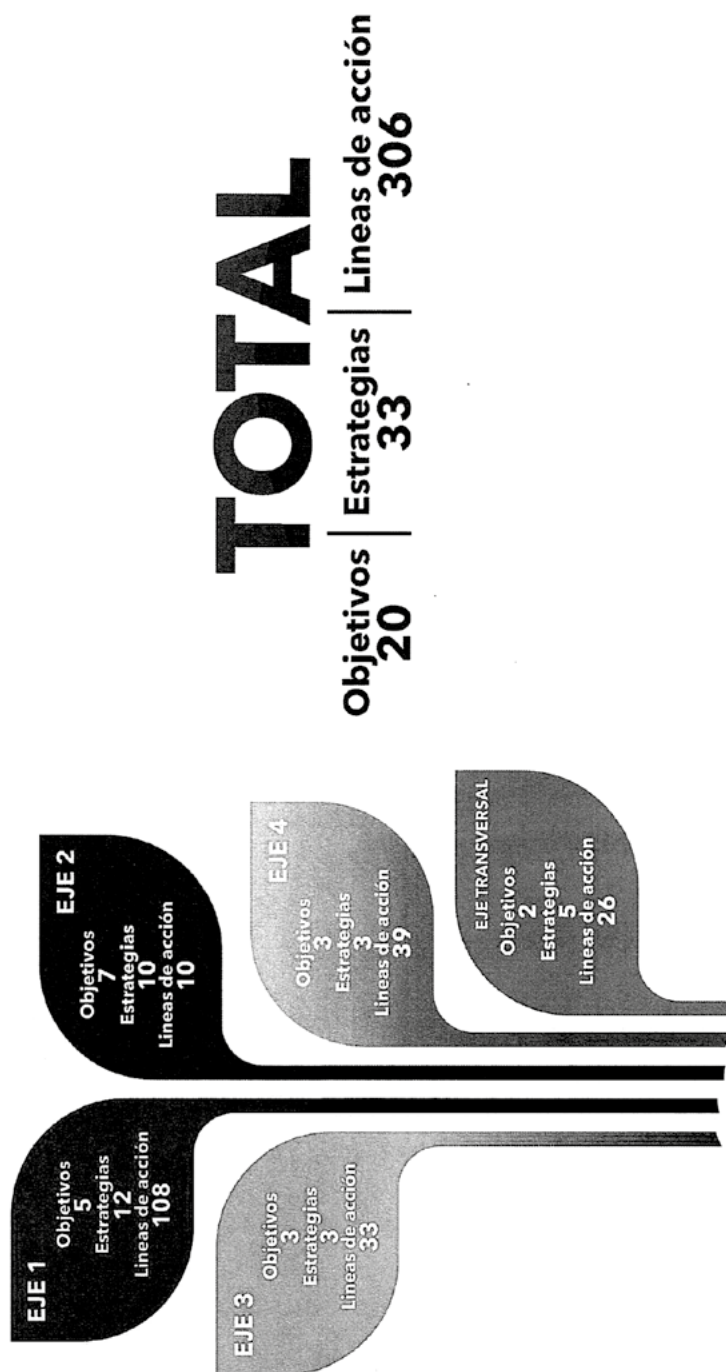 EJE 1
Objetivos
5
Estrategias
12
Lineas de acción
108
EJE 2
Objetivos
7
Estrategias
10
Lineas de acción
10
EJE 3
Objetivos
3
Estrategias
3
Lineas de acción
33
EJE 4
Objetivos
3
Estrategias
3
Lineas de acción
39
EJE TRANSVERSAL
Objetivos
2
Estrategias
5
Lineas de acción
26
TOTAL
Objetivos
20
Estrategias
33
Lineas de acción
306